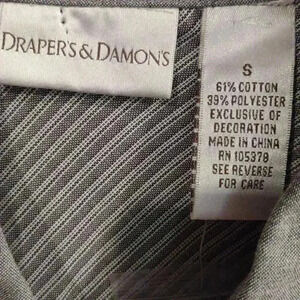 DRAPER'S & DAMON'S
S
61% COTTON
39% POLYESTER
EXCLUSIVE OF
DECORATION
MADE IN CHINA
RN 105378
SEE REVERSE
FOR CARE